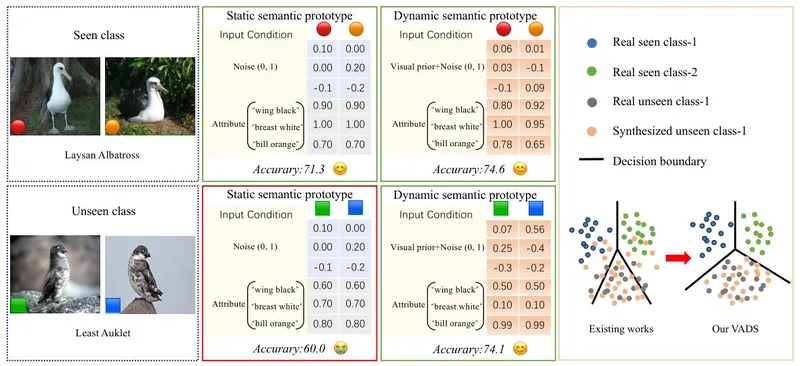 Seen class
Laysan Albatross
Static semantic prototype
Input Condition
Noise (0, 1)
0.10 0.00
0.00 0.20
-0.1 -0.2
Attribute
"wing black" 0.90 0.90
"breast white" 1.00 1.00
"bill orange" 0.70 0.70
Accurary:71.3
Dynamic semantic prototype
Input Condition
Visual prior+Noise (0, 1)
0.06 0.01
0.03 -0.1
-0.1 0.09
Attribute
"wing black" 0.80 0.92
"breast white" 1.00 0.95
"bill orange" 0.78 0.65
Accurary:74.6
Unseen class
Least Auklet
Static semantic prototype
Input Condition
Noise (0, 1)
0.10 0.00
0.00 0.20
-0.1 -0.2
Attribute
"wing black" 0.60 0.60
"breast white" 0.70 0.70
"bill orange" 0.80 0.80
Accurary:60.0
Dynamic semantic prototype
Input Condition
Visual prior+Noise (0, 1)
0.07 0.56
0.25 -0.4
-0.3 -0.2
Attribute
"wing black" 0.50 0.50
"breast white" 0.10 0.10
"bill orange" 0.99 0.99
Accurary:74.1
Real seen class-1
Real seen class-2
Real unseen class-1
Synthesized unseen class-1
Decision boundary
Existing works
Our VADS